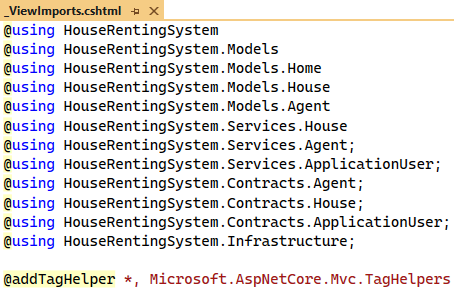 _ViewImports.cshtml
@using HouseRentingSystem
@using HouseRentingSystem.Models
@using HouseRentingSystem.Models.Home
@using HouseRentingSystem.Models.House
@using HouseRentingSystem.Models.Agent
@using HouseRentingSystem.Services.House
@using HouseRentingSystem.Services.Agent;
@using HouseRentingSystem.Services.ApplicationUser;
@using HouseRentingSystem.Contracts.Agent;
@using HouseRentingSystem.Contracts.House;
@using HouseRentingSystem.Contracts.ApplicationUser;
@using HouseRentingSystem.Infrastructure;
@addTagHelper *, Microsoft.AspNetCore.Mvc.TagHelpers